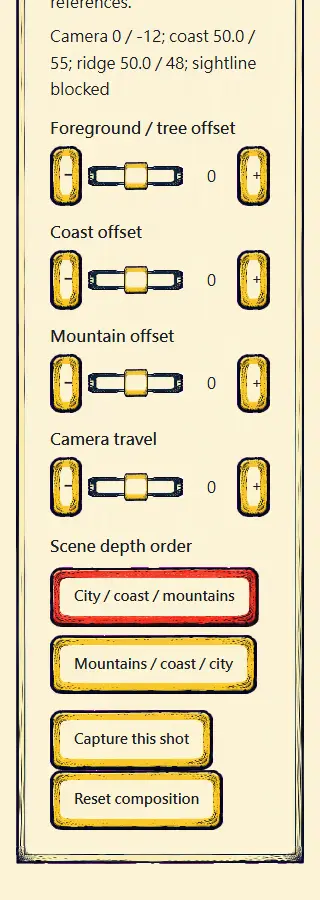 references.
Camera 0 / -12; coast 50.0 /
55; ridge 50.0 / 48; sightline
blocked
Foreground / tree offset
− 0 +
Coast offset
− 0 +
Mountain offset
− 0 +
Camera travel
− 0 +
Scene depth order
City / coast / mountains
Mountains / coast / city
Capture this shot
Reset composition